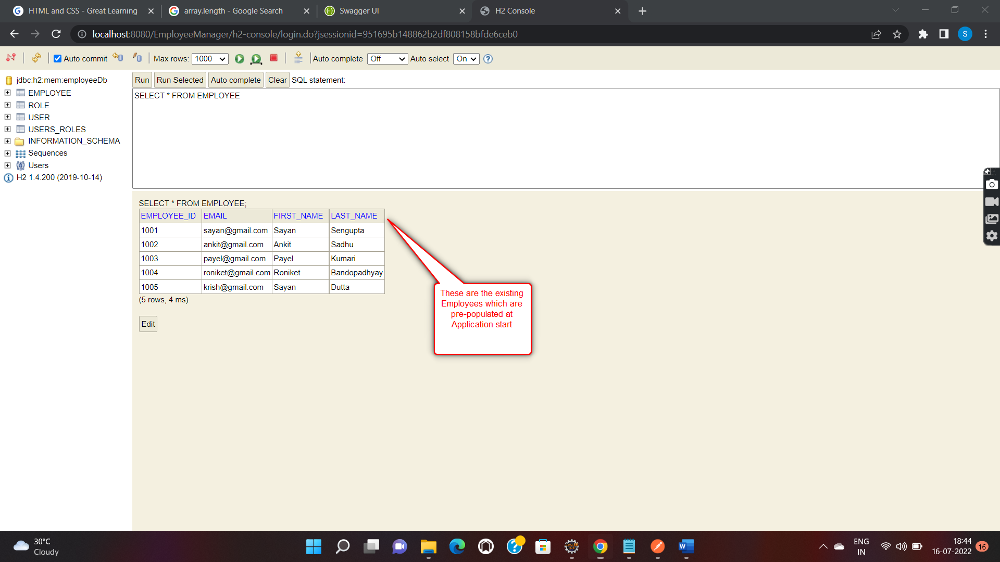 HTML and CSS - Great Learning
array.length - Google Search
Swagger UI
H2 Console
localhost:8080/EmployeeManager/h2-console/login.do?jsessionid=951695b148862b2df808158bfde6ceb0
S
Auto commit
Max rows: 1000
Auto complete Off
Auto select On
jdbc:h2:mem:employeeDb
EMPLOYEE
ROLE
USER
USERS_ROLES
INFORMATION_SCHEMA
Sequences
Users
H2 1.4.200 (2019-10-14)
Run Run Selected Auto complete Clear SQL statement:
SELECT * FROM EMPLOYEE
SELECT * FROM EMPLOYEE;
EMPLOYEE_ID EMAIL FIRST_NAME LAST_NAME
1001 sayan@gmail.com Sayan Sengupta
1002 ankit@gmail.com Ankit Sadhu
1003 payel@gmail.com Payel Kumari
1004 roniket@gmail.com Roniket Bandopadhyay
1005 krish@gmail.com Sayan Dutta
(5 rows, 4 ms)
Edit
These are the existing
Employees which are
pre-populated at
Application start
30°C
Cloudy
ENG
IN
18:44
16-07-2022
16